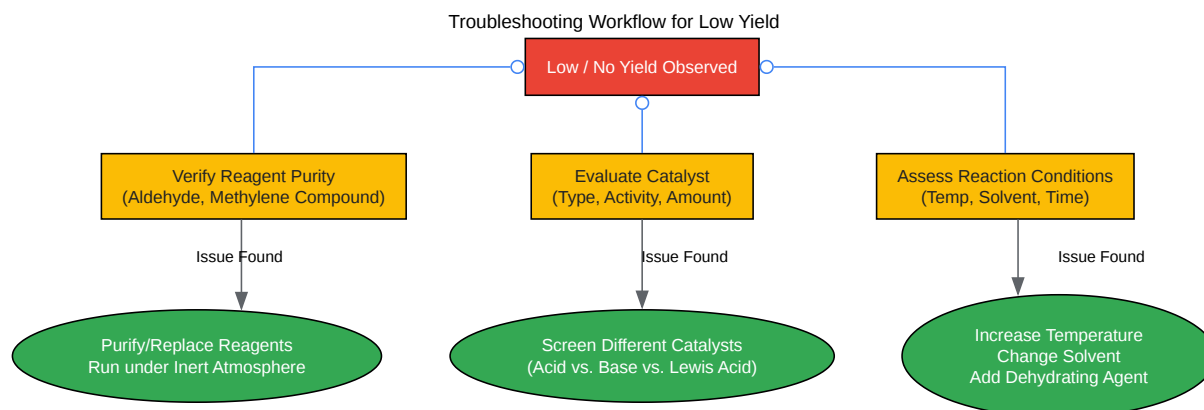 Troubleshooting Workflow for Low Yield
Low / No Yield Observed
Verify Reagent Purity
(Aldehyde, Methylene Compound)
Evaluate Catalyst
(Type, Activity, Amount)
Assess Reaction Conditions
(Temp, Solvent, Time)
Issue Found
Issue Found
Issue Found
Purify/Replace Reagents
Run under Inert Atmosphere
Screen Different Catalysts
(Acid vs. Base vs. Lewis Acid)
Increase Temperature
Change Solvent
Add Dehydrating Agent